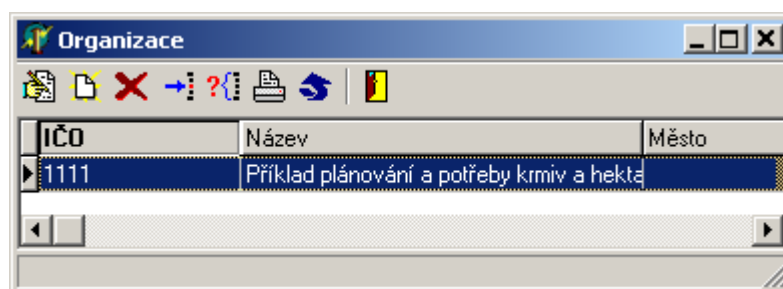 Organizace
IČO Název Město
1111 Příklad plánování a potřeby krmiv a hekta